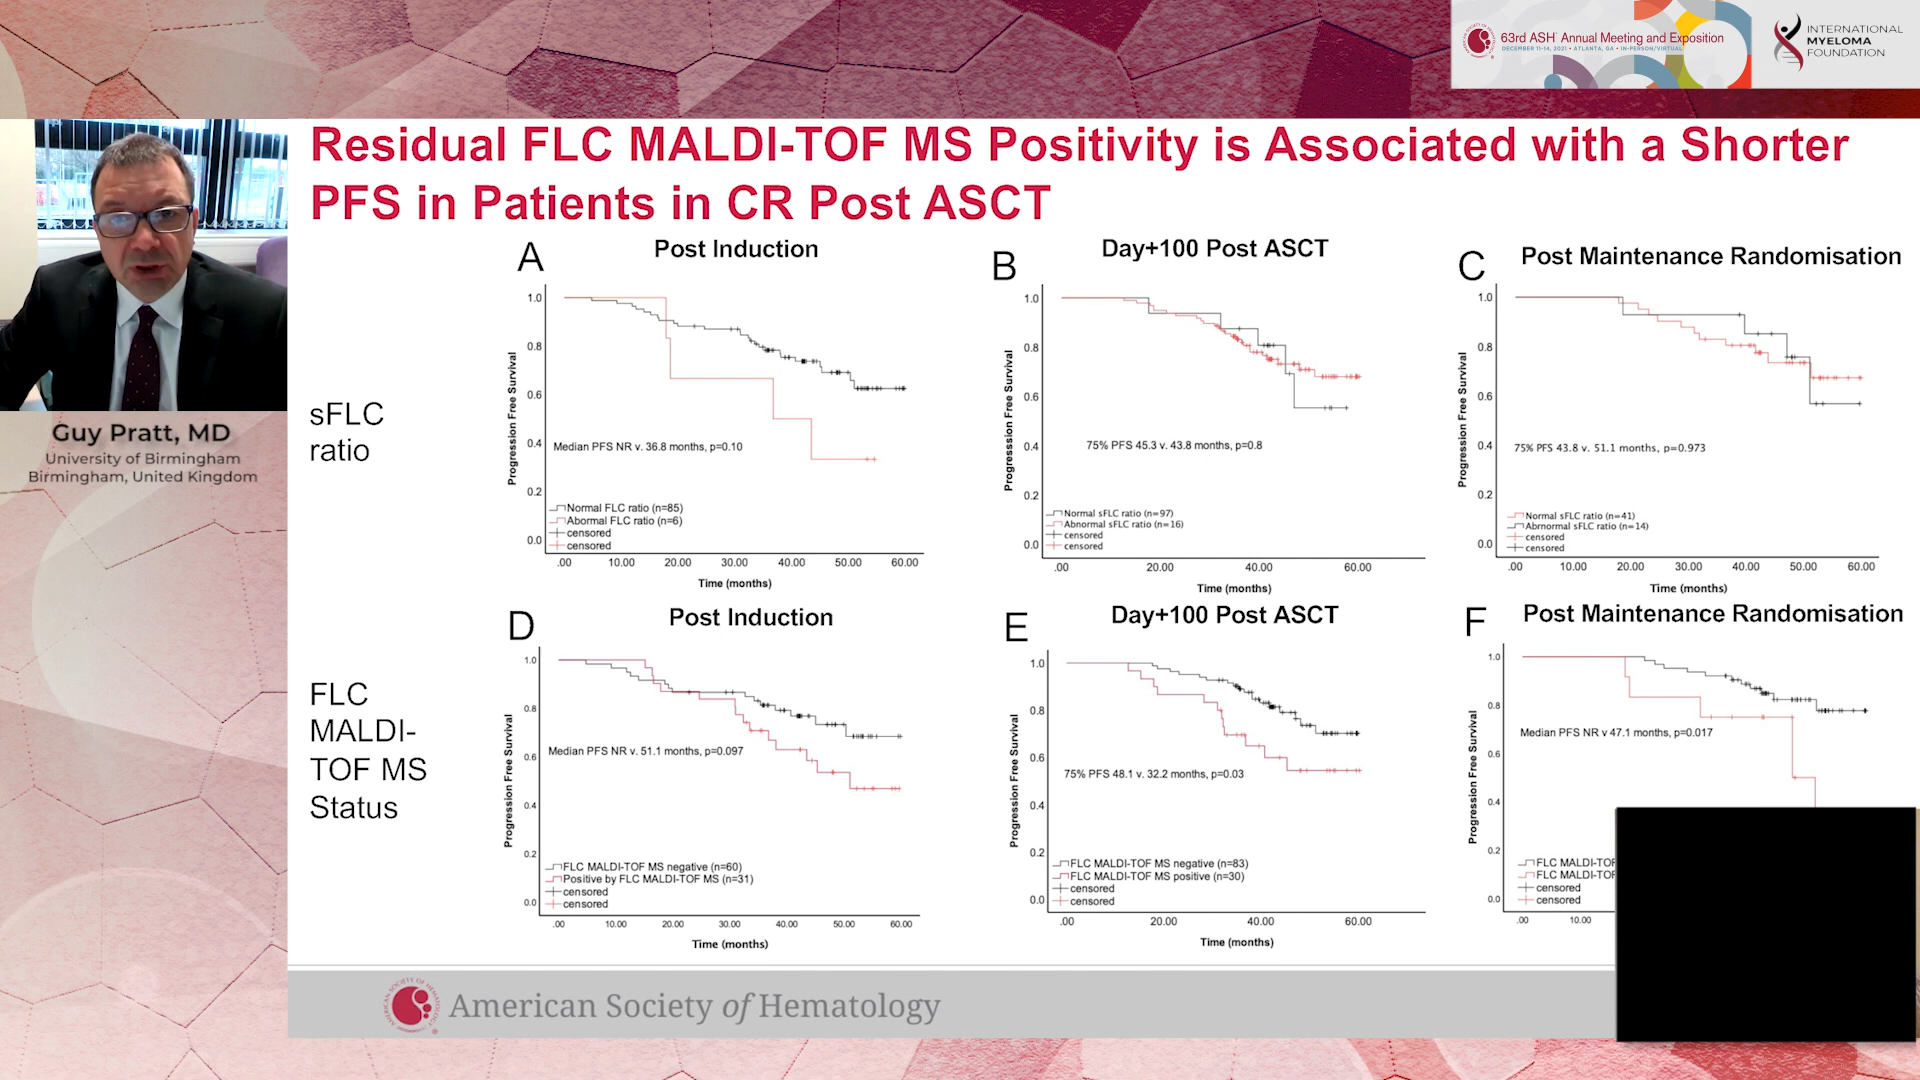 63rd ASH Annual Meeting and Exposition
DECEMBER 11-14, 2021 • ATLANTA, GA • IN-PERSON/VIRTUAL
INTERNATIONAL
MYELOMA
FOUNDATION
Residual FLC MALDI-TOF MS Positivity is Associated with a Shorter
PFS in Patients in CR Post ASCT
Guy Pratt, MD
University of Birmingham
Birmingham, United Kingdom
sFLC
ratio
A
Post Induction
Progression Free Survival
1.0
0.8
0.6
0.4
0.2
0.0
Median PFS NR v. 36.8 months, p=0.10
Normal FLC ratio (n=85)
Abormal FLC ratio (n=6)
censored
censored
.00 10.00 20.00 30.00 40.00 50.00 60.00
Time (months)
B
Day+100 Post ASCT
Progression Free Survival
1.0
0.8
0.6
0.4
0.2
0.0
75% PFS 45.3 v. 43.8 months, p=0.8
Normal sFLC ratio (n=97)
Abnormal sFLC ratio (n=16)
censored
censored
.00 20.00 40.00 60.00
Time (months)
C
Post Maintenance Randomisation
Progression Free Survival
1.0
0.8
0.6
0.4
0.2
0.0
75% PFS 43.8 v. 51.1 months, p=0.973
Normal sFLC ratio (n=41)
Abrnormal sFLC ratio (n=14)
censored
censored
.00 10.00 20.00 30.00 40.00 50.00 60.00
Time (months)
FLC
MALDI-
TOF MS
Status
D
Post Induction
Progression Free Survival
1.0
0.8
0.6
0.4
0.2
0.0
Median PFS NR v. 51.1 months, p=0.097
FLC MALDI-TOF MS negative (n=60)
Positive by FLC MALDI-TOF MS (n=31)
censored
censored
.00 10.00 20.00 30.00 40.00 50.00 60.00
Time (months)
E
Day+100 Post ASCT
Progression Free Survival
1.0
0.8
0.6
0.4
0.2
0.0
75% PFS 48.1 v. 32.2 months, p=0.03
FLC MALDI-TOF MS negative (n=83)
FLC MALDI-TOF MS positive (n=30)
censored
censored
.00 20.00 40.00 60.00
Time (months)
F
Post Maintenance Randomisation
Progression Free Survival
1.0
0.8
0.6
0.4
0.2
0.0
Median PFS NR v 47.1 months, p=0.017
FLC MALDI-TOF
FLC MALDI-TOF
censored
censored
.00 10.00
American Society of Hematology